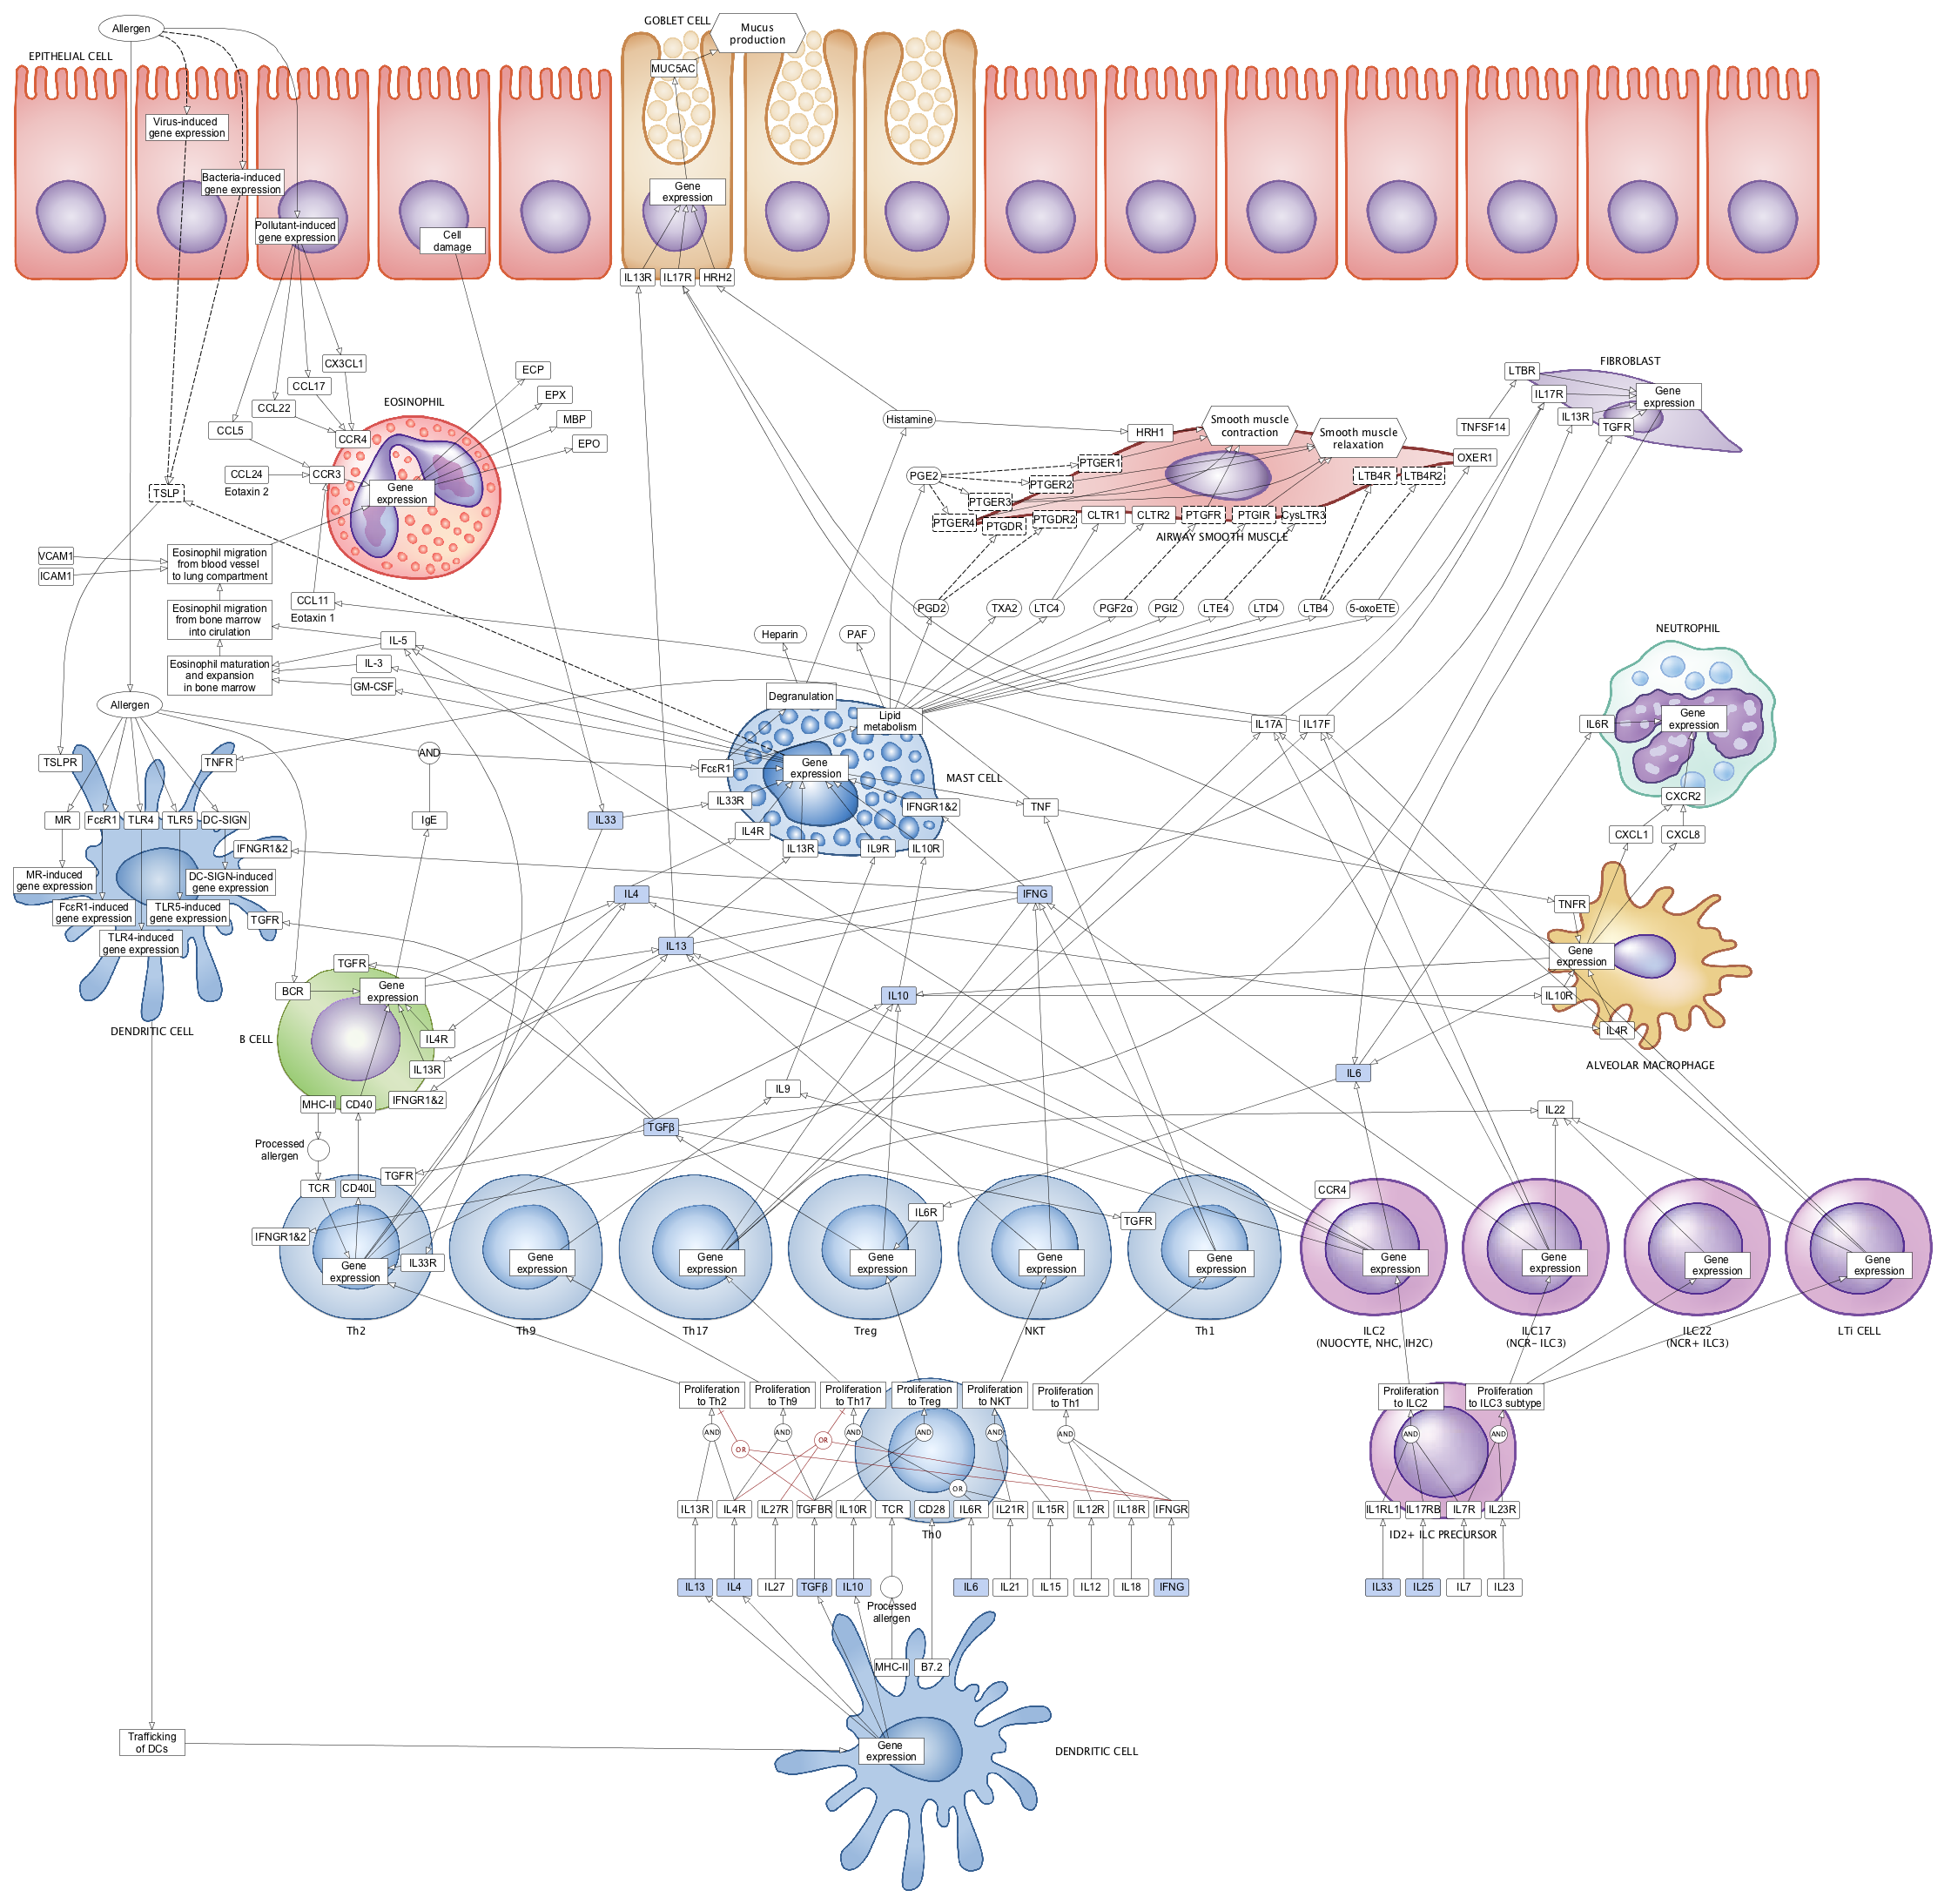 Allergen
EPITHELIAL CELL
GOBLET CELL
Mucus
production
MUC5AC
Virus-induced
gene expression
Bacteria-induced
gene expression
Pollutant-induced
gene expression
Cell
damage
Gene
expression
IL13R
IL17R
HRH2
CX3CL1
CCL17
CCL22
CCL5
CCR4
CCL24
Eotaxin 2
CCR3
EOSINOPHIL
Gene
expression
ECP
EPX
MBP
EPO
TSLP
VCAM1
ICAM1
Eosinophil migration
from blood vessel
to lung compartment
Eosinophil migration
from bone marrow
into cirulation
Eosinophil maturation
and expansion
in bone marrow
CCL11
Eotaxin 1
IL-5
IL-3
GM-CSF
Histamine
HRH1
Smooth muscle
contraction
Smooth muscle
relaxation
PGE2
PTGER1
PTGER2
PTGER3
PTGER4
PTGDR
PTGDR2
CLTR1
CLTR2
PTGFR
PTGIR
CysLTR3
LTB4R
LTB4R2
OXER1
AIRWAY SMOOTH MUSCLE
FIBROBLAST
LTBR
IL17R
IL13R
TGFR
TNFSF14
Gene
expression
PGD2
TXA2
LTC4
PGF2α
PGI2
LTE4
LTD4
LTB4
5-oxoETE
Heparin
PAF
Degranulation
Lipid
metabolism
Gene
expression
MAST CELL
FcεR1
IL33R
IL4R
IL13R
IL9R
IL10R
IFNGR1&2
TNF
IL17A
IL17F
NEUTROPHIL
IL6R
Gene
expression
CXCR2
CXCL1
CXCL8
Allergen
AND
IgE
IL33
TSLPR
TNFR
MR
FcεR1
TLR4
TLR5
DC-SIGN
IFNGR1&2
MR-induced
gene expression
DC-SIGN-induced
gene expression
FcεR1-induced
gene expression
TLR5-induced
gene expression
TLR4-induced
gene expression
TGFR
DENDRITIC CELL
IL4
IL13
IFNG
IL10
TNFR
Gene
expression
IL10R
IL4R
ALVEOLAR MACROPHAGE
TGFR
BCR
Gene
expression
B CELL
IL4R
IL13R
IFNGR1&2
MHC-II
CD40
Processed
allergen
IL9
IL6
TGFβ
IL22
TCR
CD40L
TGFR
IFNGR1&2
IL33R
Gene
expression
Th2
Gene
expression
Th9
Gene
expression
Th17
IL6R
Gene
expression
Treg
Gene
expression
NKT
TGFR
Gene
expression
Th1
CCR4
Gene
expression
ILC2
(NUOCYTE, NHC, IH2C)
Gene
expression
ILC17
(NCR- ILC3)
Gene
expression
ILC22
(NCR+ ILC3)
Gene
expression
LTi CELL
Proliferation
to Th2
Proliferation
to Th9
Proliferation
to Th17
Proliferation
to Treg
Proliferation
to NKT
Proliferation
to Th1
Proliferation
to ILC2
Proliferation
to ILC3 subtype
AND
AND
AND
AND
AND
AND
AND
AND
OR
OR
OR
IL13R
IL4R
IL27R
TGFBR
IL10R
TCR
CD28
IL6R
IL21R
IL15R
IL12R
IL18R
IFNGR
Th0
IL1RL1
IL17RB
IL7R
IL23R
ID2+ ILC PRECURSOR
IL13
IL4
IL27
TGFβ
IL10
Processed
allergen
IL6
IL21
IL15
IL12
IL18
IFNG
IL33
IL25
IL7
IL23
MHC-II
B7.2
Trafficking
of DCs
Gene
expression
DENDRITIC CELL